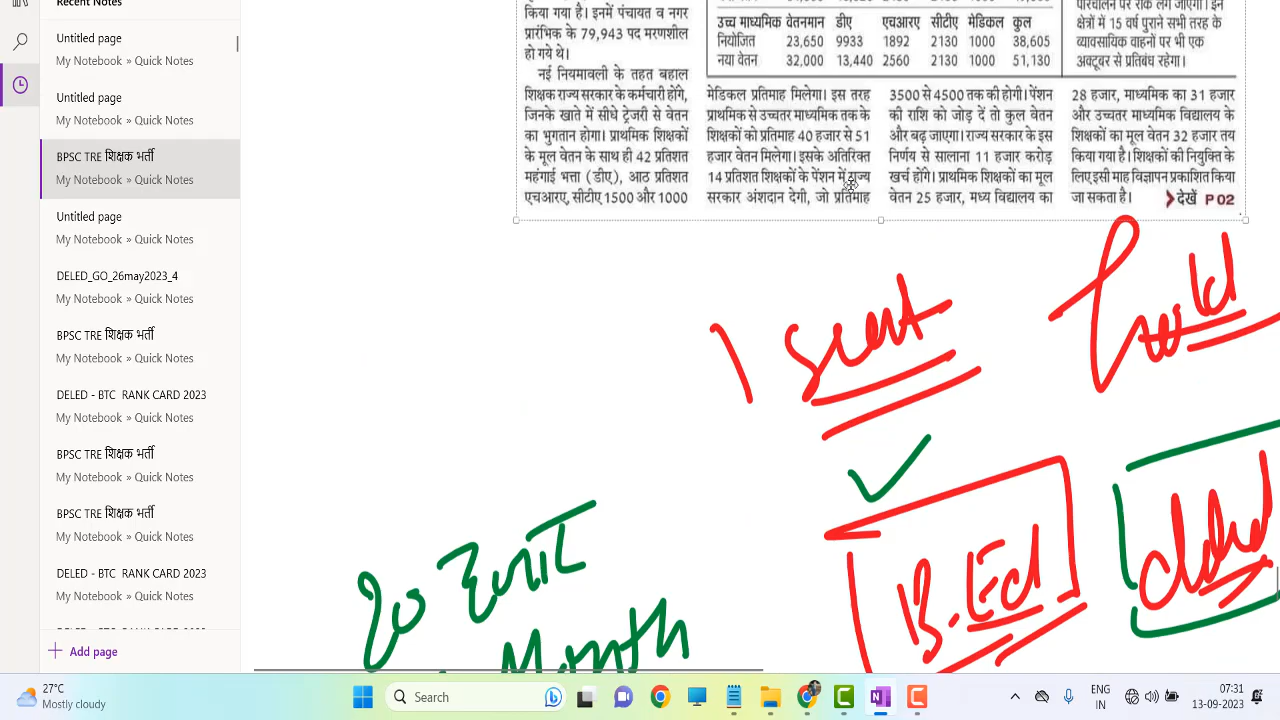 Recent Notes
page
My Notebook » Quick Notes
Untitled page
My Notebook » Quick Notes
BPSC TRE शिक्षक भर्ती
My Notebook » Quick Notes
Untitled page
My Notebook » Quick Notes
DELED_GO_26may2023_4
My Notebook » Quick Notes
BPSC TRE शिक्षक भर्ती
My Notebook » Quick Notes
DELED - BTC RANK CARD 2023
My Notebook » Quick Notes
BPSC TRE शिक्षक भर्ती
My Notebook » Quick Notes
BPSC TRE शिक्षक भर्ती
My Notebook » Quick Notes
DELED - BTC RANK CARD 2023
My Notebook » Quick Notes
Add page
किया गया है। इनमें पंचायत व नगर
प्रारंभिक के 79,943 पद मरणशील
हो गये थे।
नई नियमावली के तहत बहाल
शिक्षक राज्य सरकार के कर्मचारी होंगे,
जिनके खाते में सीधे ट्रेजरी से वेतन
का भुगतान होगा। प्राथमिक शिक्षकों
के मूल वेतन के साथ ही 42 प्रतिशत
महंगाई भत्ता (डीए), आठ प्रतिशत
एचआरए, सीटीए 1500 और 1000
उच्च माध्यमिक वेतनमान डीए एचआरए सीटीए मेडिकल कुल
नियोजित 23,650 9933 1892 2130 1000 38,605
नया वेतन 32,000 13,440 2560 2130 1000 51,130
मेडिकल प्रतिमाह मिलेगा। इस तरह
प्राथमिक से उच्चतर माध्यमिक तक के
शिक्षकों को प्रतिमाह 40 हजार से 51
हजार वेतन मिलेगा। इसके अतिरिक्त
14 प्रतिशत शिक्षकों के पेंशन में राज्य
सरकार अंशदान देगी, जो प्रतिमाह
3500 से 4500 तक की होगी। पेंशन
की राशि को जोड़ दें तो कुल वेतन
और बढ़ जाएगा। राज्य सरकार के इस
निर्णय से सालाना 11 हजार करोड़
खर्च होंगे। प्राथमिक शिक्षकों का मूल
वेतन 25 हजार, मध्य विद्यालय का
परिचालन पर रोक लग जाएगी। इन
क्षेत्रों में 15 वर्ष पुराने सभी तरह के
व्यावसायिक वाहनों पर भी एक
अक्टूबर से प्रतिबंध रहेगा।
28 हजार, माध्यमिक का 31 हजार
और उच्चतर माध्यमिक विद्यालय के
शिक्षकों का मूल वेतन 32 हजार तय
किया गया है। शिक्षकों की नियुक्ति के
लिए इसी माह विज्ञापन प्रकाशित किया
जा सकता है। देखें P 02
B.Ed
Month
27°
Search
ENG
IN
07:31
13-09-2023